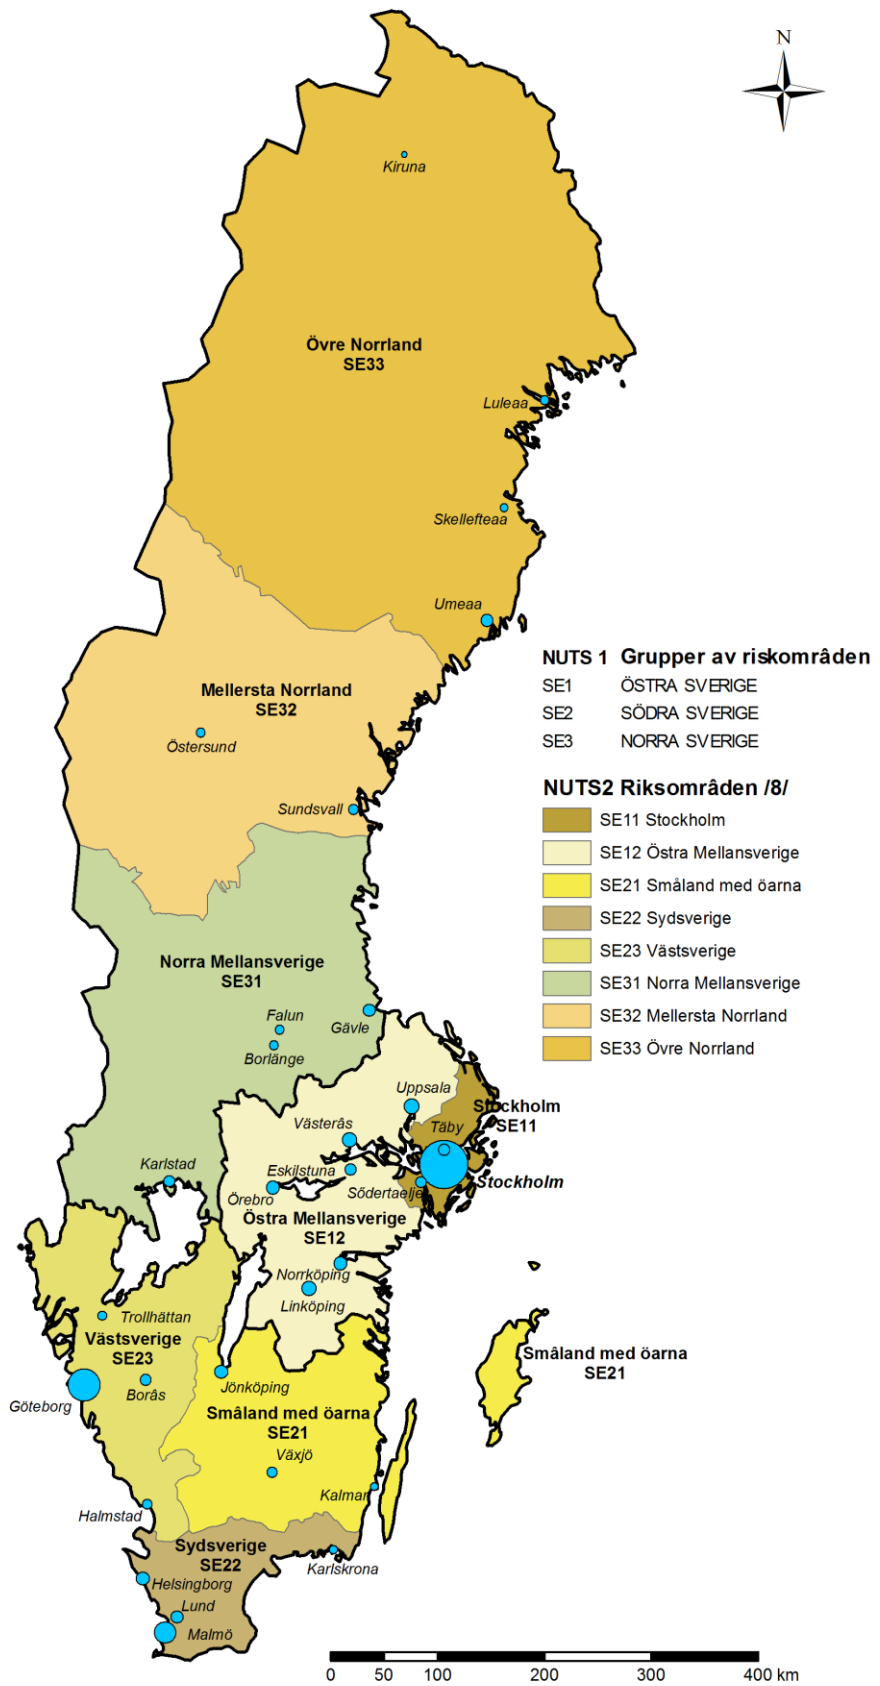 N
Kiruna
Övre Norrland
SE33
Luleaa
Skellefteaa
Umeaa
NUTS 1 Grupper av riskområden
SE1 ÖSTRA SVERIGE
SE2 SÖDRA SVERIGE
SE3 NORRA SVERIGE
Mellersta Norrland
SE32
Östersund
Sundsvall
NUTS2 Riksområden /8/
SE11 Stockholm
SE12 Östra Mellansverige
SE21 Småland med öarna
SE22 Sydsverige
SE23 Västsverige
SE31 Norra Mellansverige
SE32 Mellersta Norrland
SE33 Övre Norrland
Norra Mellansverige
SE31
Falun
Gävle
Borlänge
Uppsala
Stockholm
SE11
Täby
Västerås
Karlstad
Eskilstuna
Stockholm
Södertaelje
Örebro
Östra Mellansverige
SE12
Norrköping
Linköping
Trollhättan
Västsverige
SE23
Småland med öarna
SE21
Jönköping
Borås
Göteborg
Småland med öarna
SE21
Växjö
Kalmar
Halmstad
Sydsverige
SE22
Karlskrona
Helsingborg
Lund
Malmö
0 50 100 200 300 400 km